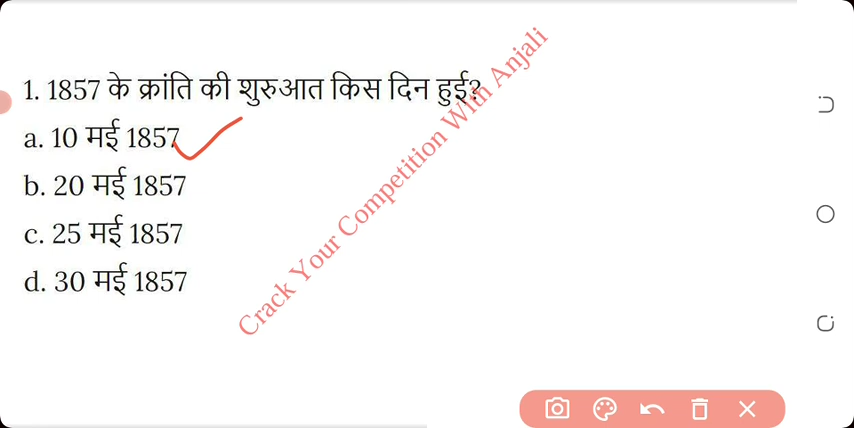 1. 1857 के क्रांति की शुरुआत किस दिन हुई?
a. 10 मई 1857
b. 20 मई 1857
c. 25 मई 1857
d. 30 मई 1857
Crack Your Competition With Anjali